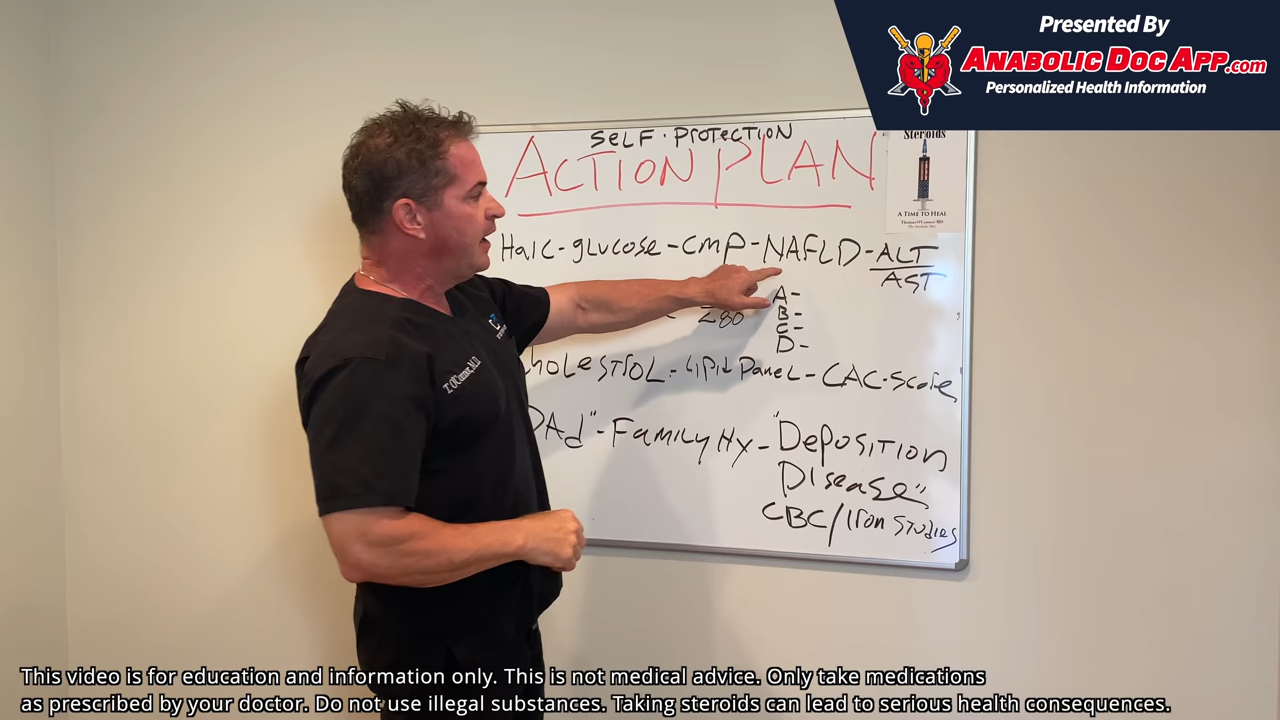 Presented By
ANABOLIC DOC APP.com
Personalized Health Information
SELF · PROTECTION
ACTION PLAN
Steroids
A TIME TO HEAL
Thomas O'Connor MD
The Anabolic Doc
HaIC - glucose - CMP - NAFLD - ALT
AST
A -
280
B -
C -
D -
holeSTrOL - Lipid Panel - CAC - Score
DAd" - Family Hx - "Deposition
Disease"
CBC/Iron Studies
T. O'Connor, M.D.
This video is for education and information only. This is not medical advice. Only take medications
as prescribed by your doctor. Do not use illegal substances. Taking steroids can lead to serious health consequences.